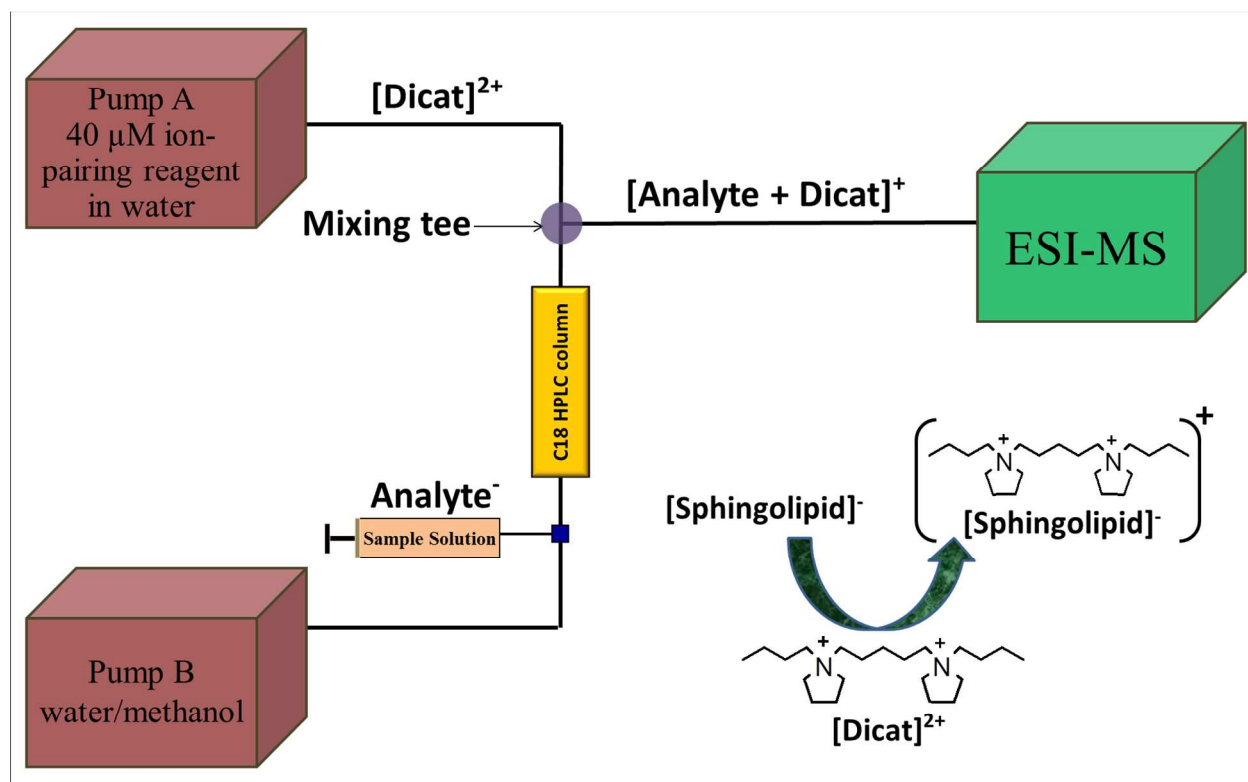 Pump A
40 µM ion-
pairing reagent
in water
[Dicat]²⁺
Mixing tee
[Analyte + Dicat]⁺
ESI-MS
C18 HPLC column
Analyte⁻
Sample Solution
Pump B
water/methanol
[Sphingolipid]⁻
+
+ +
N N
[Sphingolipid]⁻
+ +
N N
[Dicat]²⁺